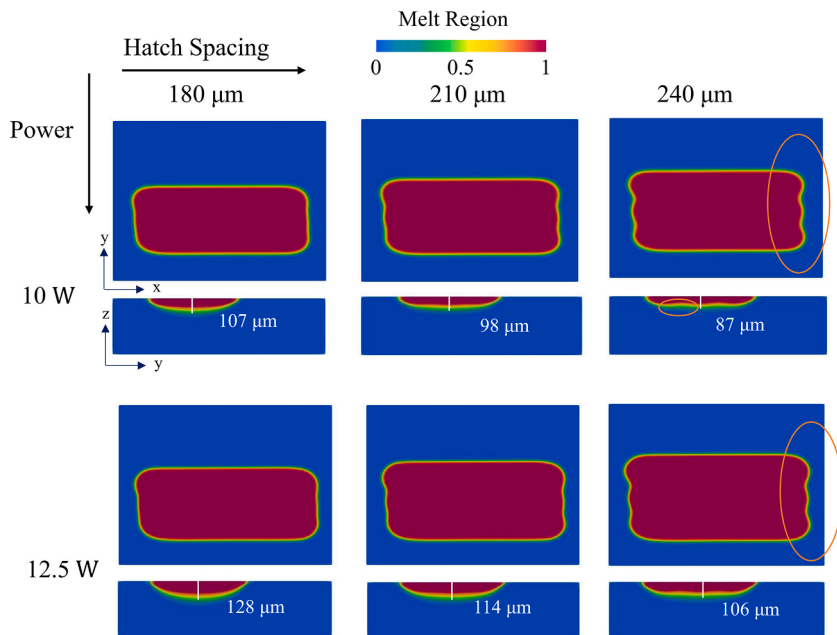 Melt Region
Hatch Spacing
0 0.5 1
180 μm 210 μm 240 μm
Power
y
x
10 W
z
107 μm 98 μm 87 μm
y
12.5 W
128 μm 114 μm 106 μm